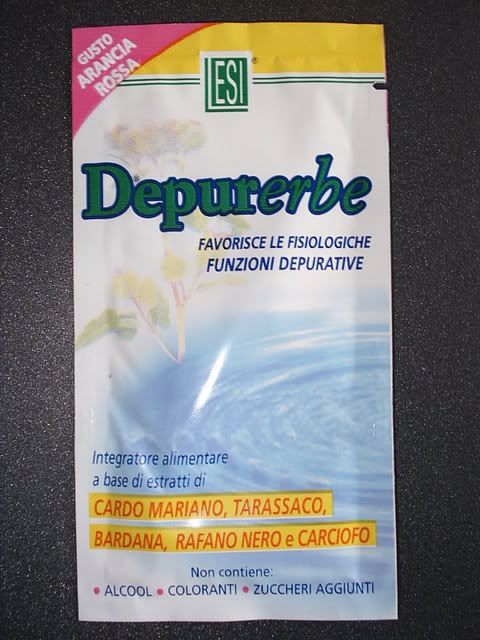 GUSTO
ARANCIA
ROSSA
ESI
®
Depurerbe
FAVORISCE LE FISIOLOGICHE
FUNZIONI DEPURATIVE
Integratore alimentare
a base di estratti di
CARDO MARIANO, TARASSACO,
BARDANA, RAFANO NERO e CARCIOFO
Non contiene:
• ALCOOL • COLORANTI • ZUCCHERI AGGIUNTI